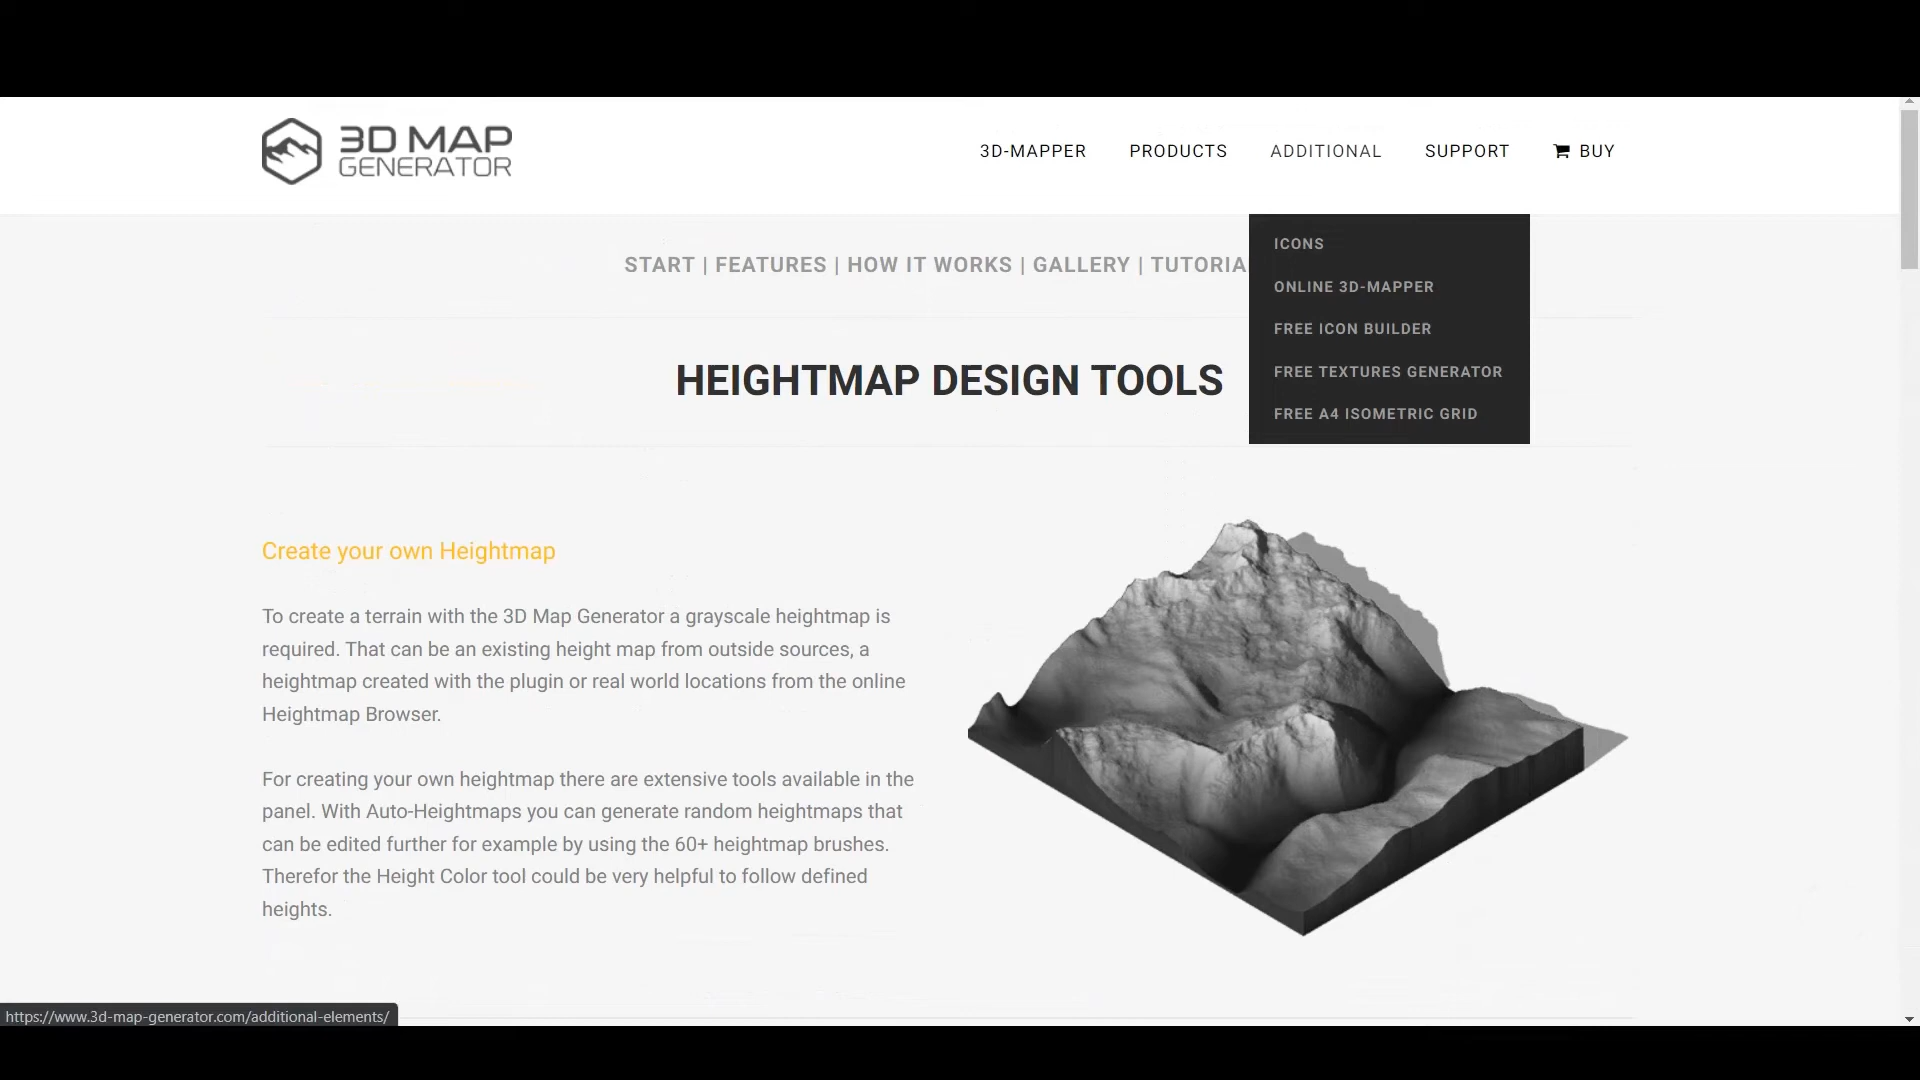 3D MAP
GENERATOR
3D-MAPPER PRODUCTS ADDITIONAL SUPPORT BUY
START | FEATURES | HOW IT WORKS | GALLERY | TUTORIA
ICONS
ONLINE 3D-MAPPER
FREE ICON BUILDER
FREE TEXTURES GENERATOR
FREE A4 ISOMETRIC GRID
HEIGHTMAP DESIGN TOOLS
Create your own Heightmap
To create a terrain with the 3D Map Generator a grayscale heightmap is
required. That can be an existing height map from outside sources, a
heightmap created with the plugin or real world locations from the online
Heightmap Browser.
For creating your own heightmap there are extensive tools available in the
panel. With Auto-Heightmaps you can generate random heightmaps that
can be edited further for example by using the 60+ heightmap brushes.
Therefor the Height Color tool could be very helpful to follow defined
heights.
https://www.3d-map-generator.com/additional-elements/